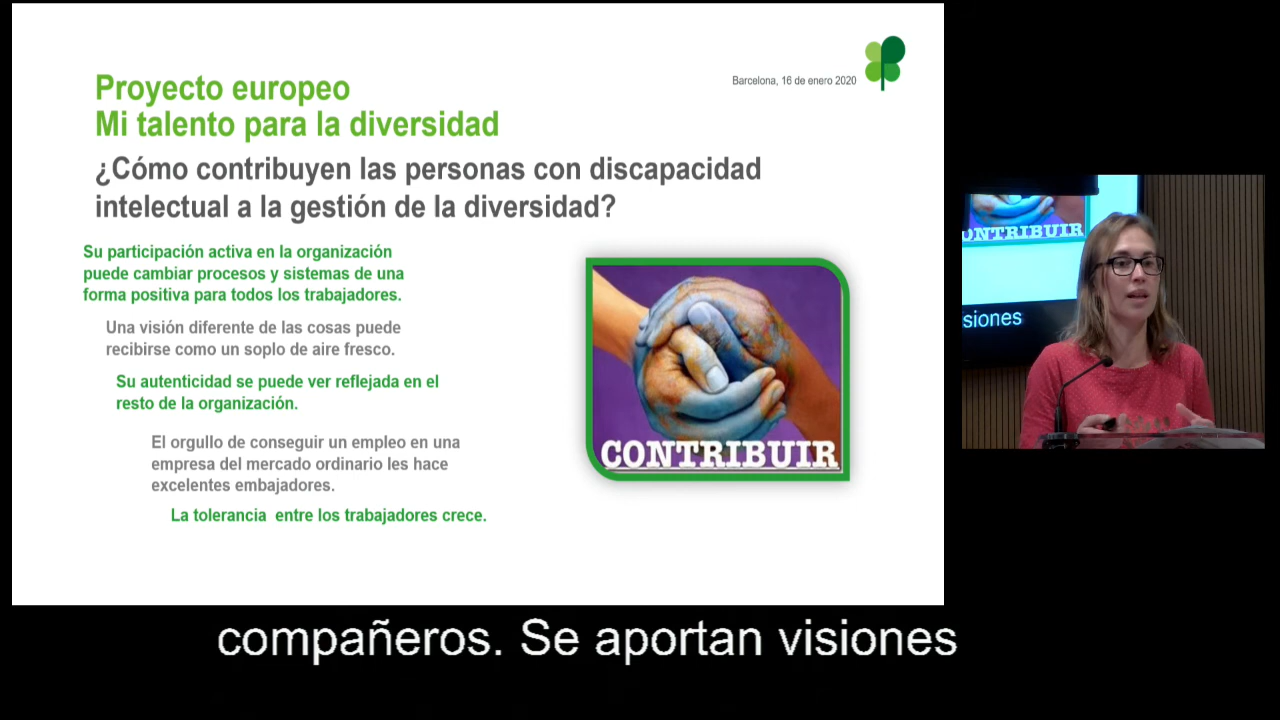 Barcelona, 16 de enero 2020
Proyecto europeo
Mi talento para la diversidad
¿Cómo contribuyen las personas con discapacidad
intelectual a la gestión de la diversidad?
Su participación activa en la organización
puede cambiar procesos y sistemas de una
forma positiva para todos los trabajadores.
Una visión diferente de las cosas puede
recibirse como un soplo de aire fresco.
Su autenticidad se puede ver reflejada en el
resto de la organización.
El orgullo de conseguir un empleo en una
empresa del mercado ordinario les hace
excelentes embajadores.
La tolerancia entre los trabajadores crece.
CONTRIBUIR
ONTRIBUIR
siones
compañeros. Se aportan visiones